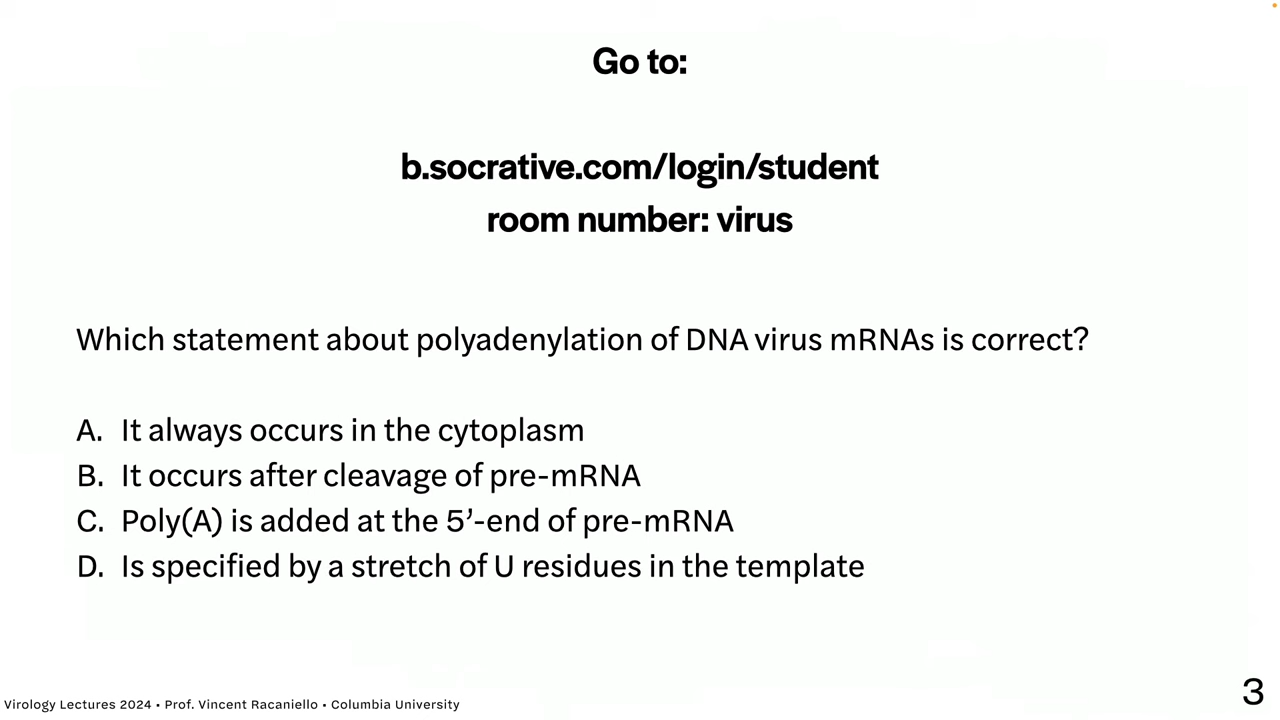 Go to:
b.socrative.com/login/student
room number: virus
Which statement about polyadenylation of DNA virus mRNAs is correct?
A. It always occurs in the cytoplasm
B. It occurs after cleavage of pre-mRNA
C. Poly(A) is added at the 5’-end of pre-mRNA
D. Is specified by a stretch of U residues in the template
Virology Lectures 2024 • Prof. Vincent Racaniello • Columbia University
3